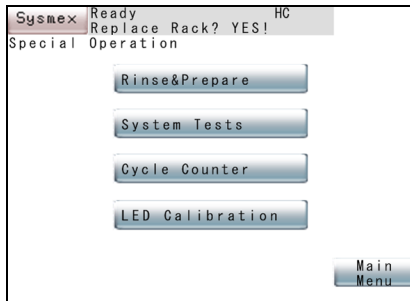 Sysmex
Ready HC
Replace Rack? YES!
Special Operation
Rinse&Prepare
System Tests
Cycle Counter
LED Calibration
Main
Menu